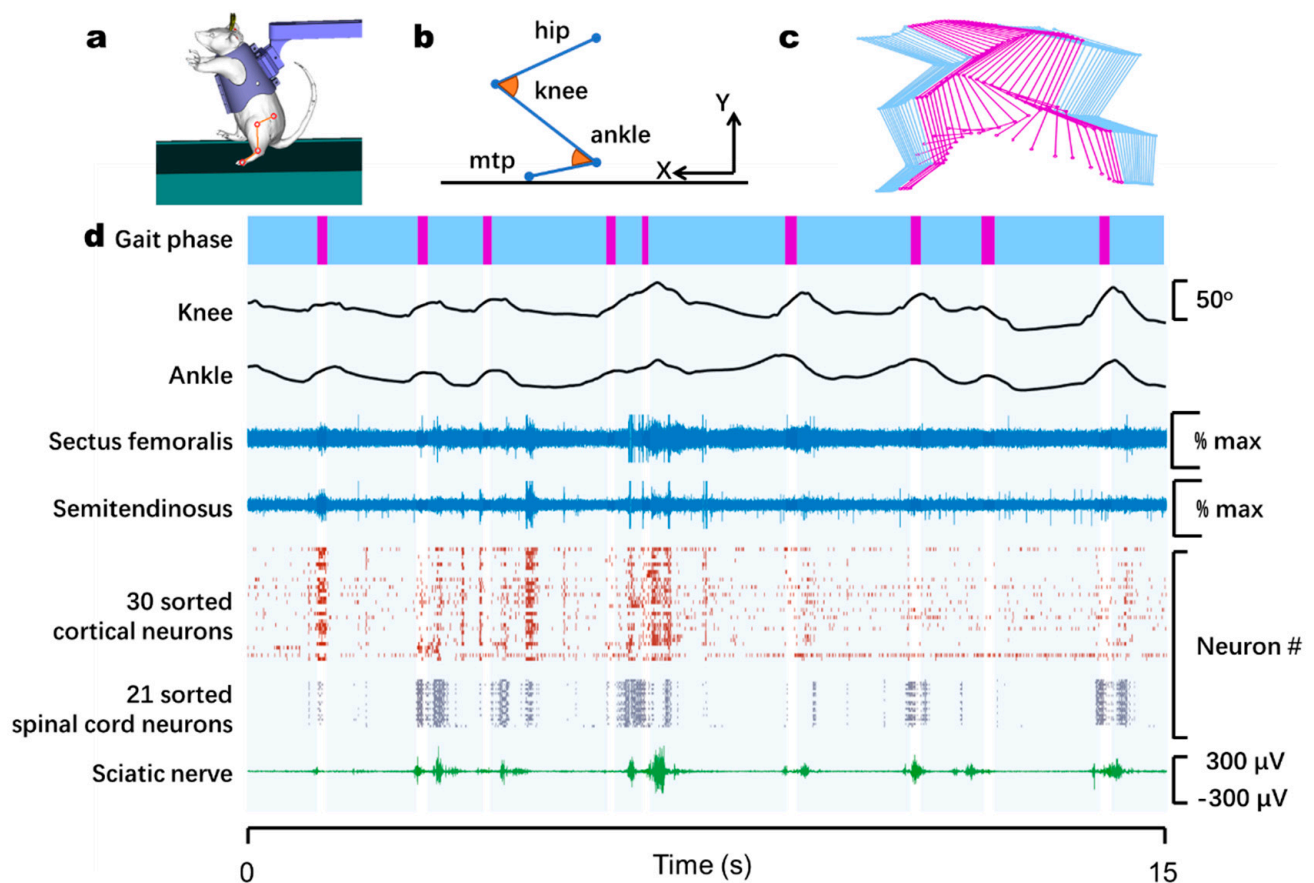 a
b
c
hip
knee
ankle
mtp
Y
X
d
Gait phase
Knee
50o
Ankle
Sectus femoralis
% max
Semitendinosus
% max
30 sorted
cortical neurons
Neuron #
21 sorted
spinal cord neurons
Sciatic nerve
300 μV
-300 μV
0
Time (s)
15